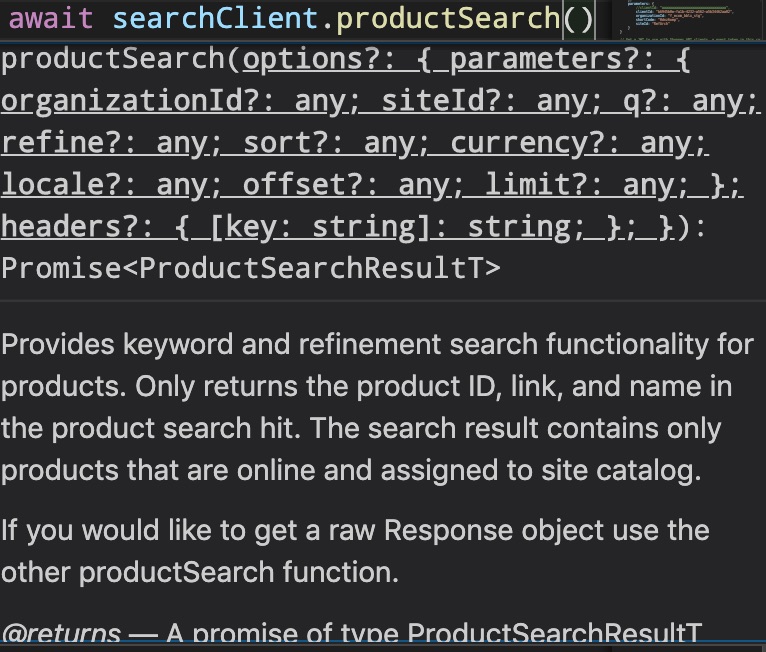 await searchClient.productSearch()
productSearch(options?: { parameters?: {
organizationId?: any; siteId?: any; q?: any;
refine?: any; sort?: any; currency?: any;
locale?: any; offset?: any; limit?: any; };
headers?: { [key: string]: string; }; }):
Promise<ProductSearchResultT>
Provides keyword and refinement search functionality for
products. Only returns the product ID, link, and name in
the product search hit. The search result contains only
products that are online and assigned to site catalog.
If you would like to get a raw Response object use the
other productSearch function.
@returns — A promise of type ProductSearchResultT